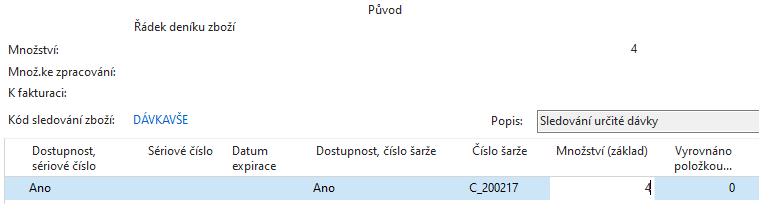 Původ
Řádek deníku zboží
Množství: 4
Množ.ke zpracování:
K fakturaci:
Kód sledování zboží: DÁVKAVŠE Popis: Sledování určité dávky
Dostupnost, Sériové číslo Datum Dostupnost, číslo šarže Číslo šarže Množství (základ) Vyrovnáno
sériové číslo expirace položkou...
Ano Ano C_200217 4 0